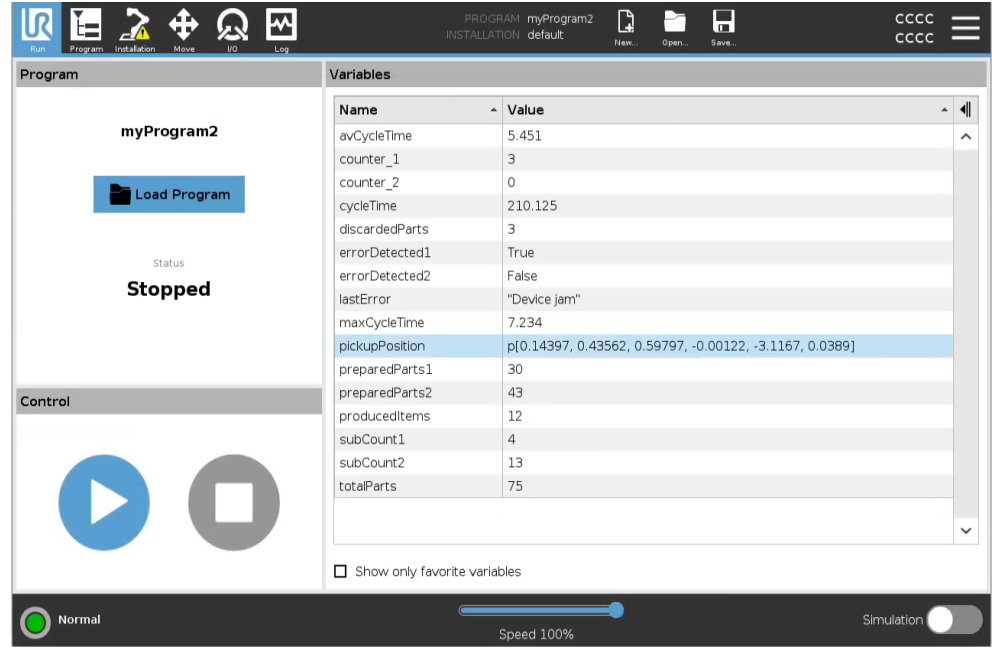 UR
PROGRAM myProgram2
INSTALLATION default
Run Program Installation Move I/O Log New... Open... Save...
CCCC
CCCC
Program
Variables
myProgram2
Load Program
Status
Stopped
Control
Name Value
avCycleTime 5.451
counter_1 3
counter_2 0
cycleTime 210.125
discardedParts 3
errorDetected1 True
errorDetected2 False
lastError "Device jam"
maxCycleTime 7.234
pickupPosition p[0.14397, 0.43562, 0.59797, -0.00122, -3.1167, 0.0389]
preparedParts1 30
preparedParts2 43
producedItems 12
subCount1 4
subCount2 13
totalParts 75
Show only favorite variables
Normal
Speed 100%
Simulation